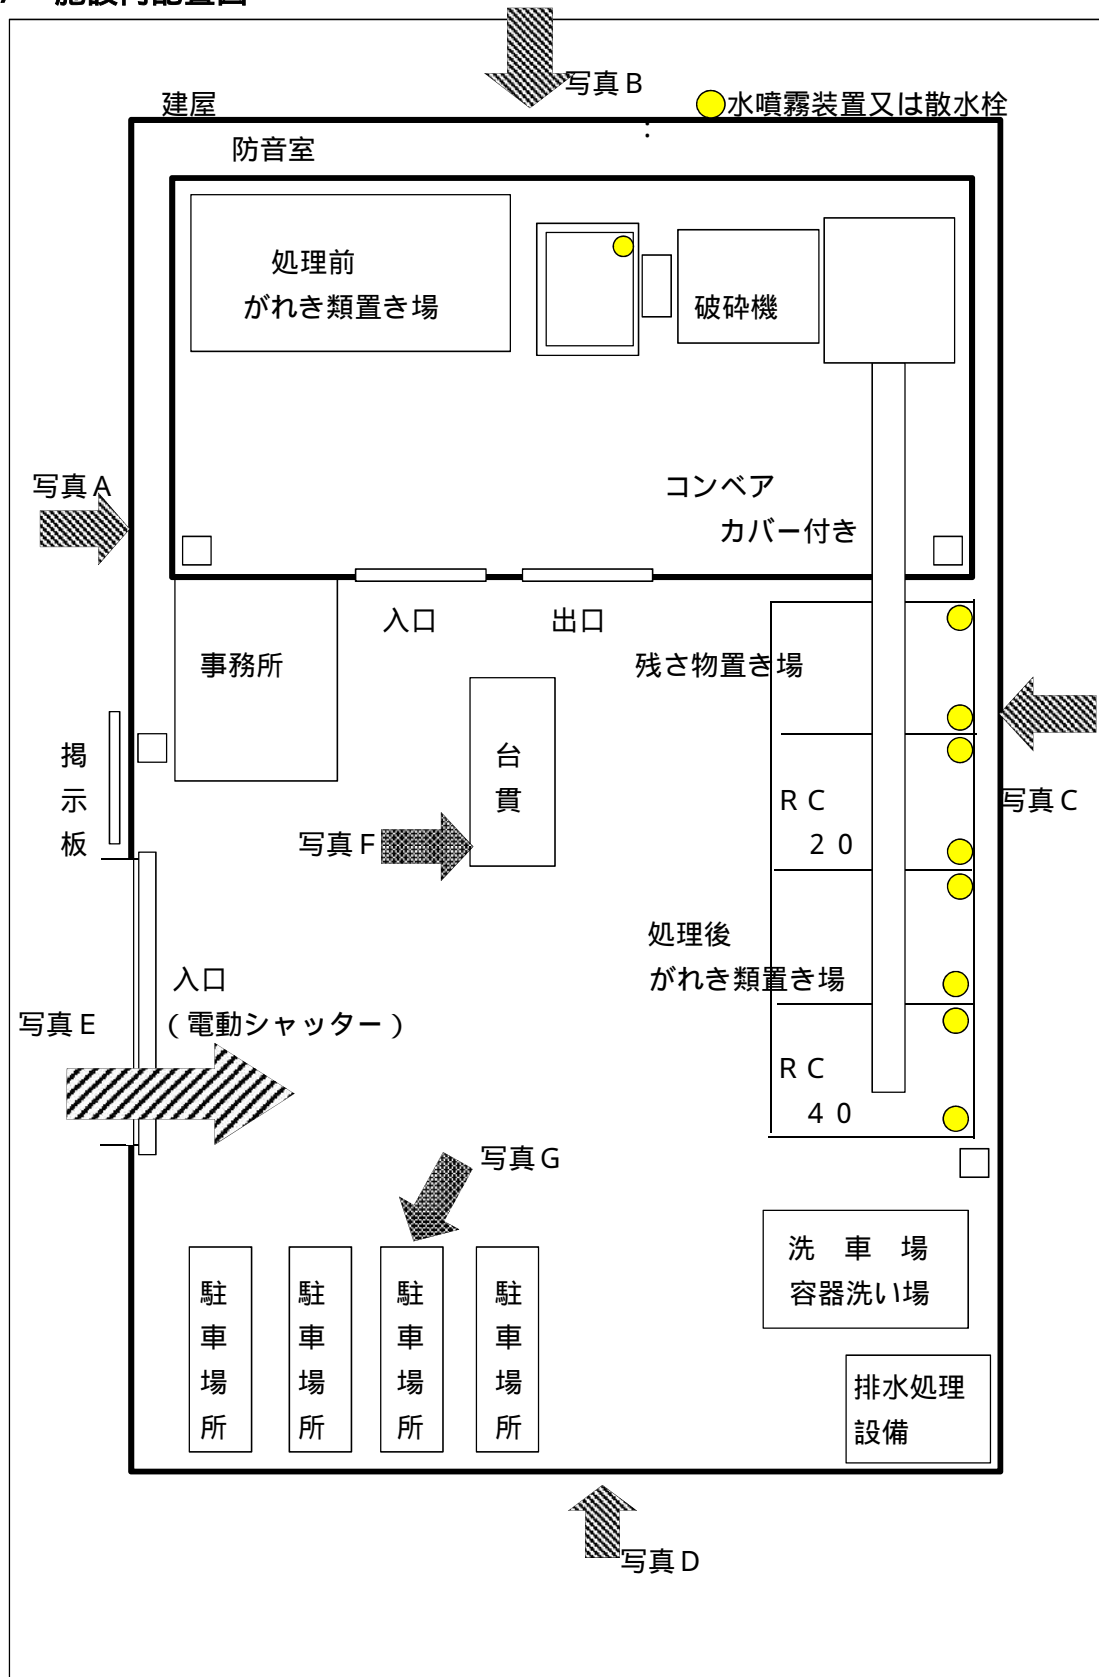 写真Ｂ
建屋
水噴霧装置又は散水栓
：
防音室
処理前
がれき類置き場
破砕機
写真Ａ
コンベア
カバー付き
入口
出口
事務所
残さ物置き場
掲示板
台貫
ＲＣ
２０
写真Ｃ
写真Ｆ
処理後
がれき類置き場
入口
（電動シャッター）
写真Ｅ
ＲＣ
４０
写真Ｇ
洗　車　場
容器洗い場
駐車場所
駐車場所
駐車場所
駐車場所
排水処理
設備
写真Ｄ